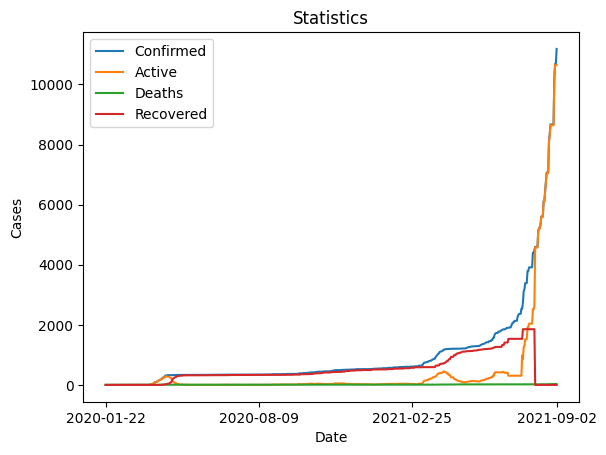 Statistics
Confirmed
Active
Deaths
Recovered
10000
8000
6000
4000
2000
0
Cases
2020-01-22 2020-08-09 2021-02-25 2021-09-02
Date